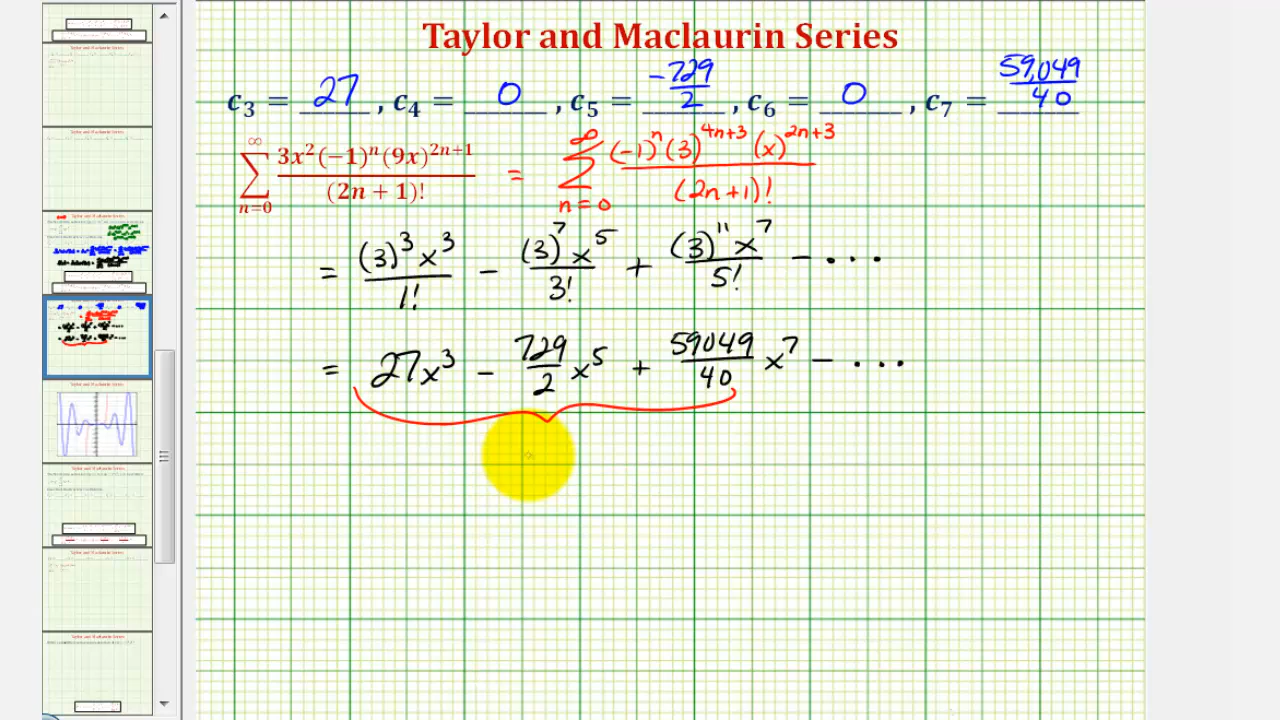 Taylor and Maclaurin Series
c₃ = 27 , c₄ = 0 , c₅ = -729/2 , c₆ = 0 , c₇ = 59,049/40
∞∑n=0 3x²(−1)ⁿ(9x)²ⁿ⁺¹/(2n + 1)! = ∞∑n=0 (-1)ⁿ(3)⁴ⁿ⁺³(x)²ⁿ⁺³/(2n+1)!
= (3)³x³/1! - (3)⁷x⁵/3! + (3)¹¹x⁷/5! - ...
= 27x³ - 729/2 x⁵ + 59049/40 x⁷ - ...